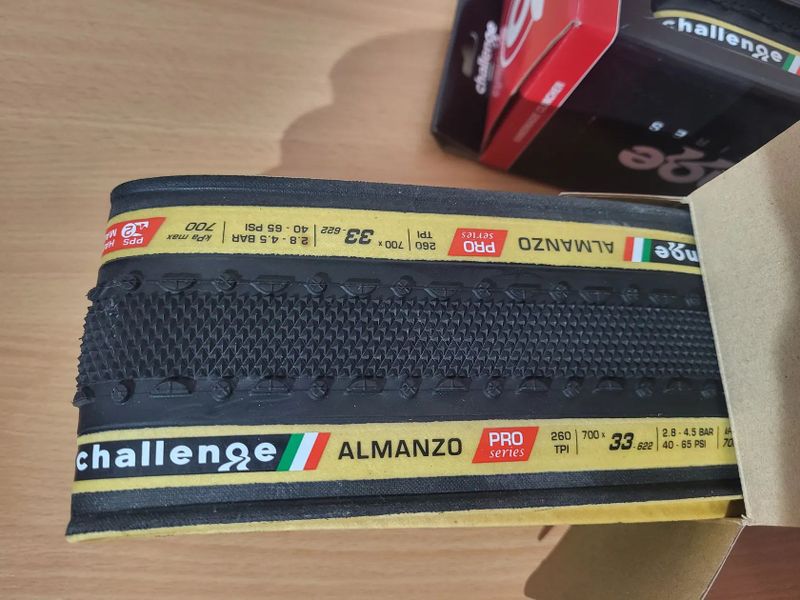 challenge
challenge
PPS
700
kPa max
2.8 - 4.5 BAR
40 - 65 PSI
700 x 33 -622
260
TPI
PRO
series
ALMANZO
challenge ALMANZO PRO series 260 TPI 700 x 33 -622 2.8 - 4.5 BAR
40 - 65 PSI